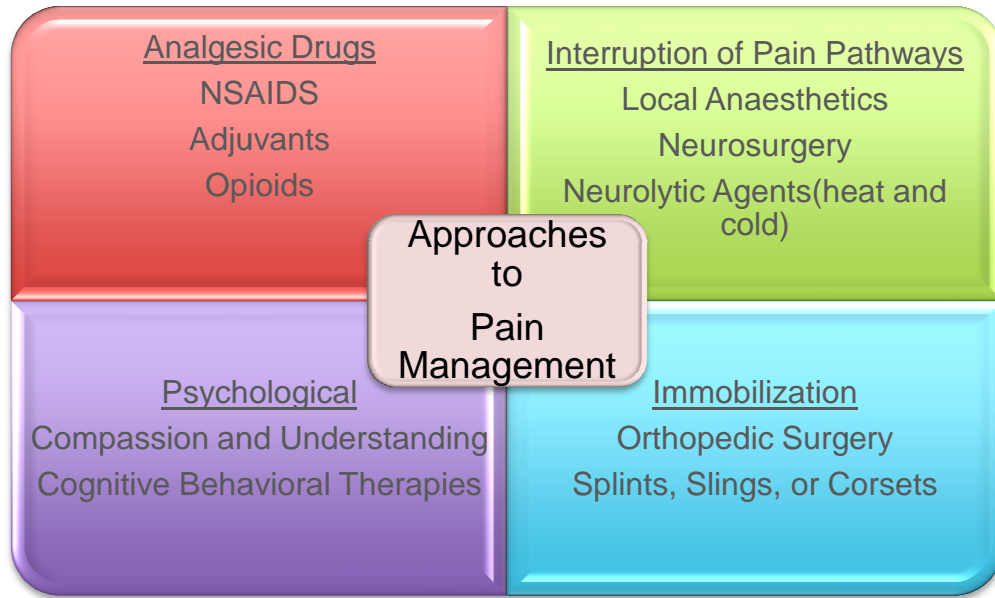 Analgesic Drugs
NSAIDS
Adjuvants
Opioids
Interruption of Pain Pathways
Local Anaesthetics
Neurosurgery
Neurolytic Agents(heat and
cold)
Approaches
to
Pain
Management
Psychological
Compassion and Understanding
Cognitive Behavioral Therapies
Immobilization
Orthopedic Surgery
Splints, Slings, or Corsets